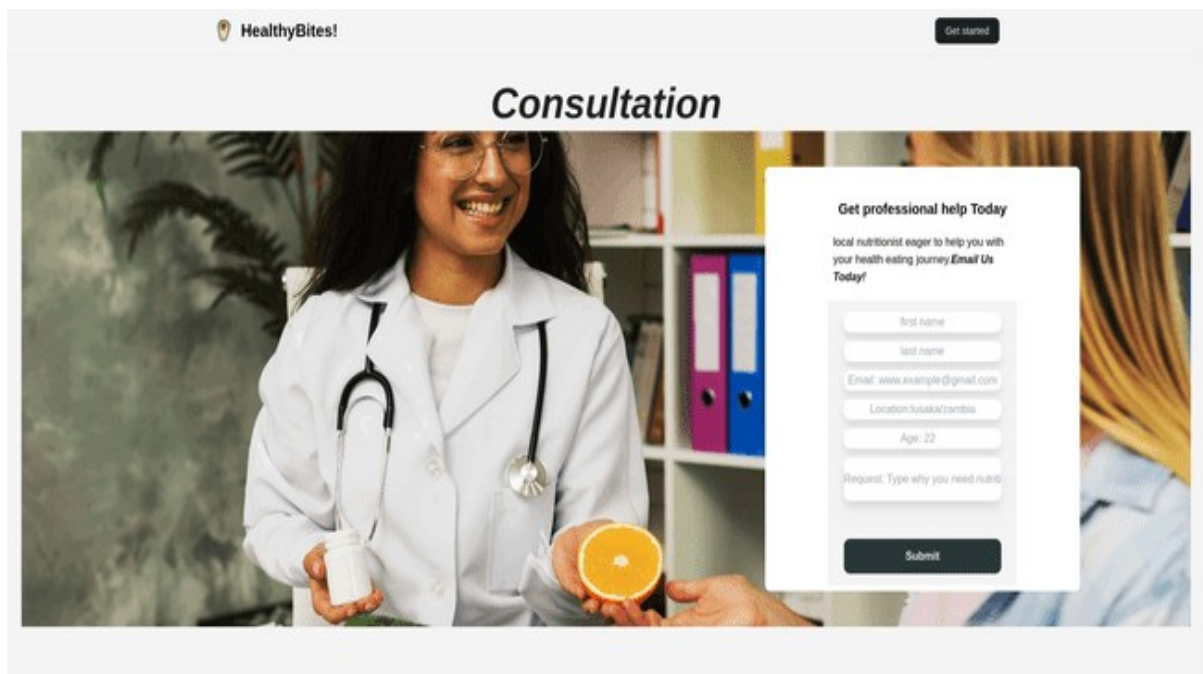 HealthyBites!
Get started
Consultation
Get professional help Today
local nutritionist eager to help you with
your health eating journey.Email Us
Today!
first name
last name
Email: www.example@gmail.com
Location:lusaka/zambia
Age: 22
Request: Type why you need nutriti
Submit